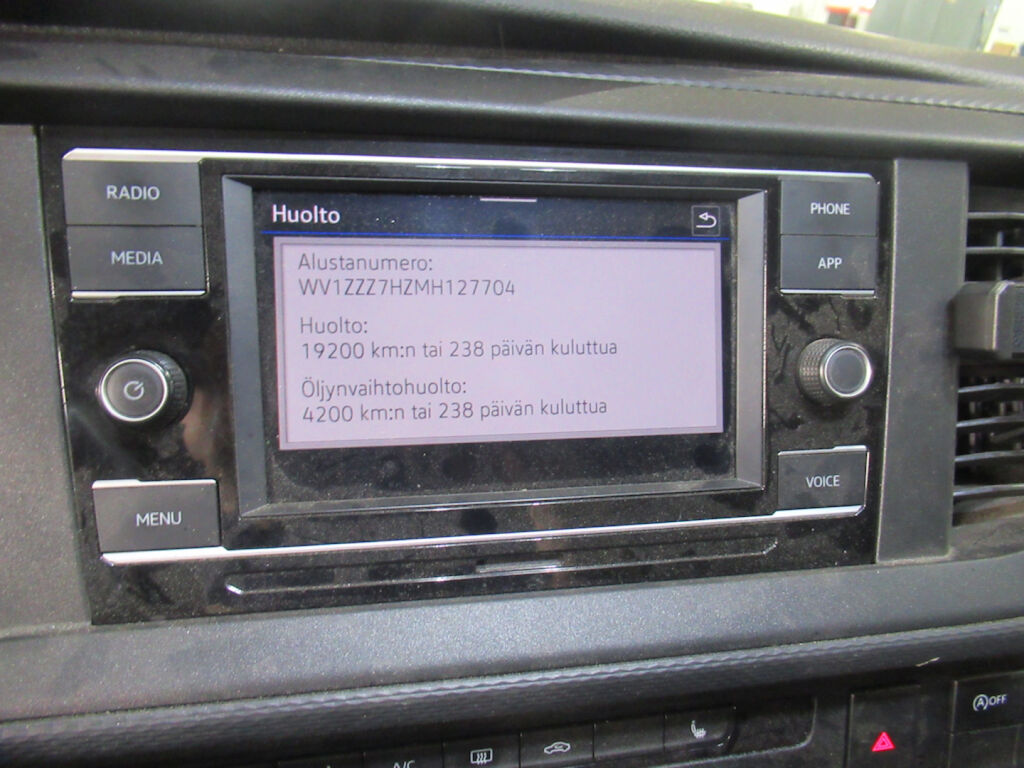 RADIO
MEDIA
MENU
Huolto
Alustanumero:
WV1ZZZ7HZMH127704
Huolto:
19200 km:n tai 238 päivän kuluttua
Öljynvaihtohuolto:
4200 km:n tai 238 päivän kuluttua
PHONE
APP
VOICE
A OFF
A/C